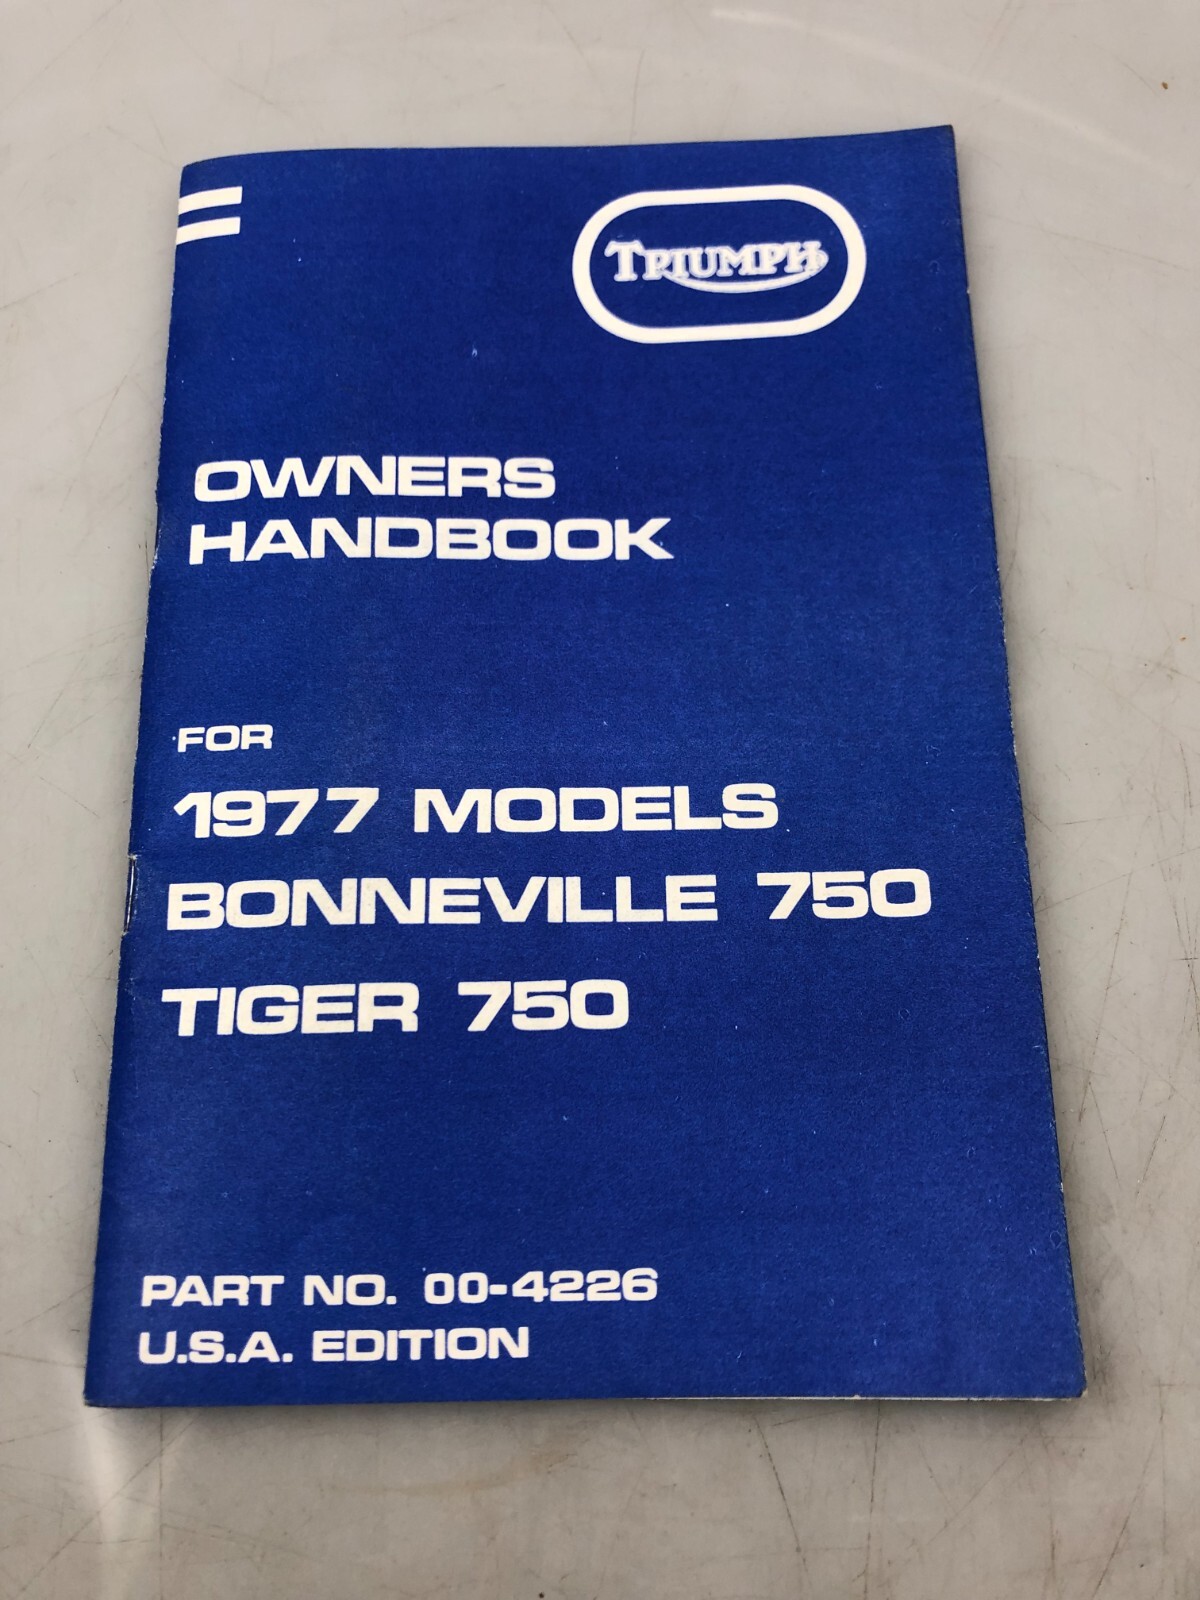 TRIUMPH
OWNERS
HANDBOOK
FOR
1977 MODELS
BONNEVILLE 750
TIGER 750
PART NO. 00-4226
U.S.A. EDITION